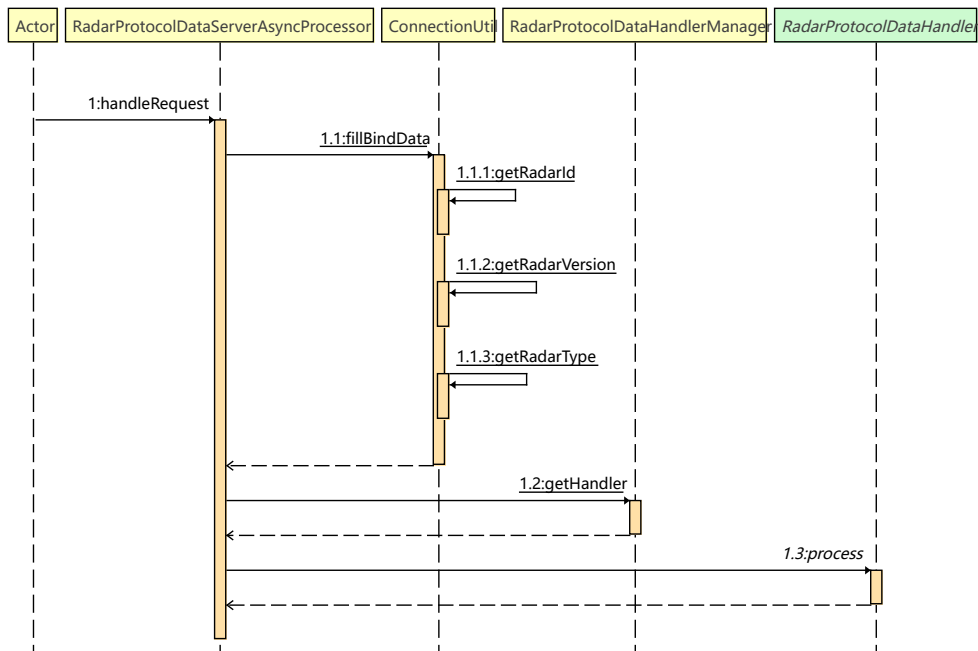 Actor
RadarProtocolDataServerAsyncProcessor
ConnectionUtil
RadarProtocolDataHandlerManager
RadarProtocolDataHandler
1:handleRequest
1.1:fillBindData
1.1.1:getRadarId
1.1.2:getRadarVersion
1.1.3:getRadarType
1.2:getHandler
1.3:process